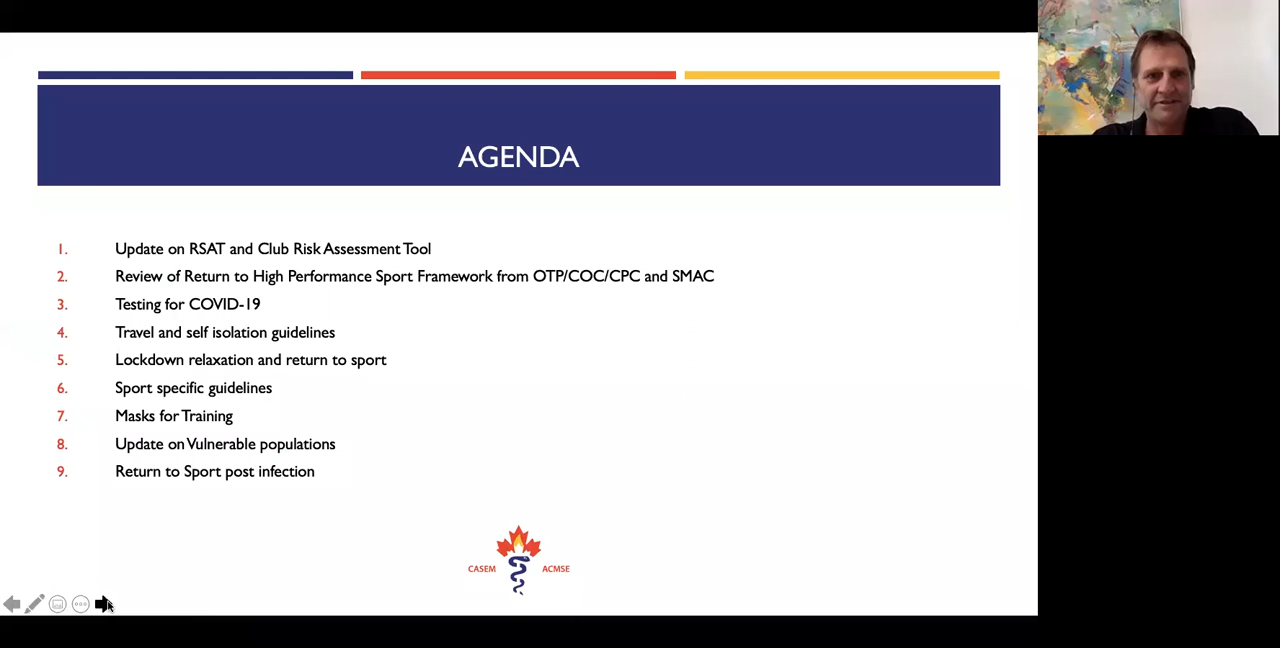 AGENDA
1. Update on RSAT and Club Risk Assessment Tool
2. Review of Return to High Performance Sport Framework from OTP/COC/CPC and SMAC
3. Testing for COVID-19
4. Travel and self isolation guidelines
5. Lockdown relaxation and return to sport
6. Sport specific guidelines
7. Masks for Training
8. Update on Vulnerable populations
9. Return to Sport post infection
CASEM ACMSE